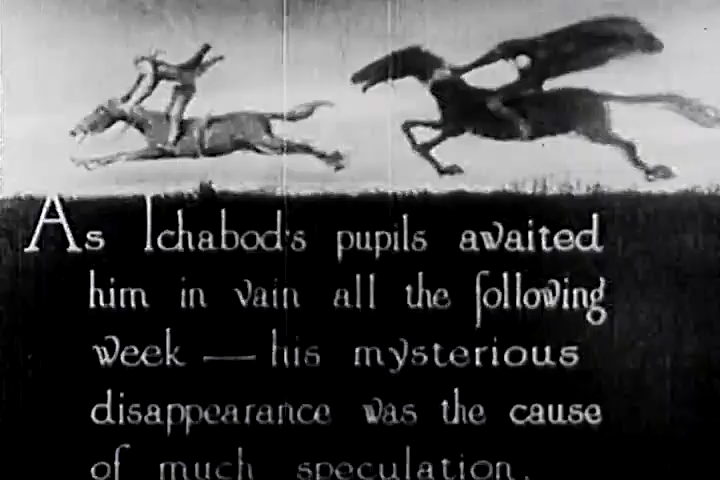 As Ichabod's pupils awaited
him in vain all the following
week — his mysterious
disappearance was the cause
of much speculation.